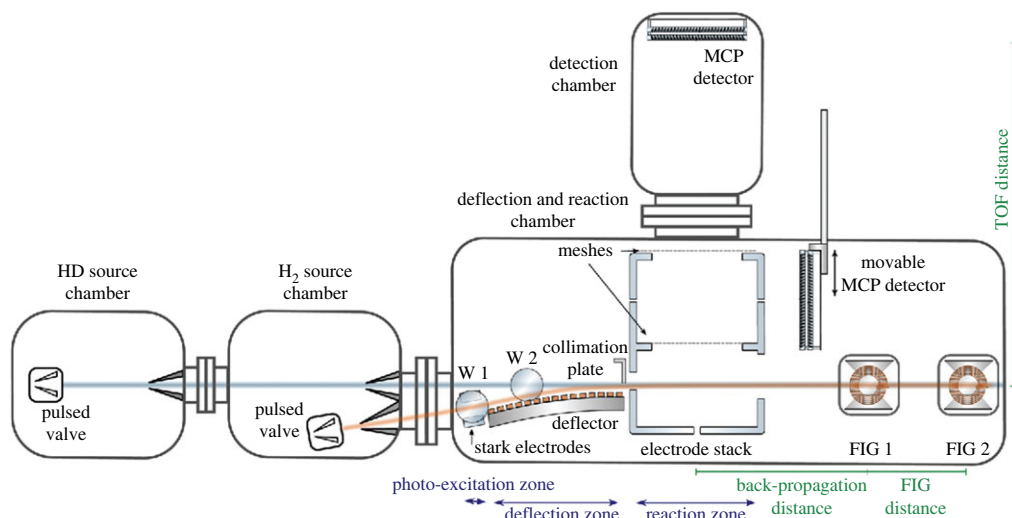 MCP
detector
detection
chamber
TOF distance
deflection and reaction
chamber
meshes
movable
MCP detector
HD source
chamber
H2 source
chamber
collimation
plate
W 2
W 1
pulsed
valve
pulsed
valve
deflector
stark electrodes
electrode stack
FIG 1
FIG 2
photo-excitation zone
back-propagation
distance
FIG
distance
deflection zone
reaction zone